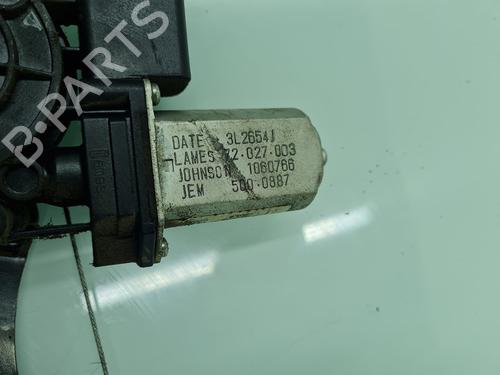 B-PARTS
DATE 3L2654J
LAMES 72.027.003
JOHNSON 1060766
JEM 500.0887